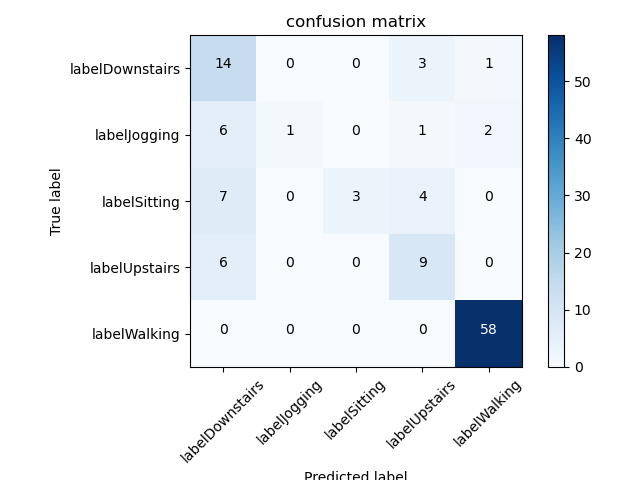 confusion matrix
True label
labelDownstairs 14 0 0 3 1
labelJogging 6 1 0 1 2
labelSitting 7 0 3 4 0
labelUpstairs 6 0 0 9 0
labelWalking 0 0 0 0 58
labelDownstairs labelJogging labelSitting labelUpstairs labelWalking
Predicted label
50
40
30
20
10
0